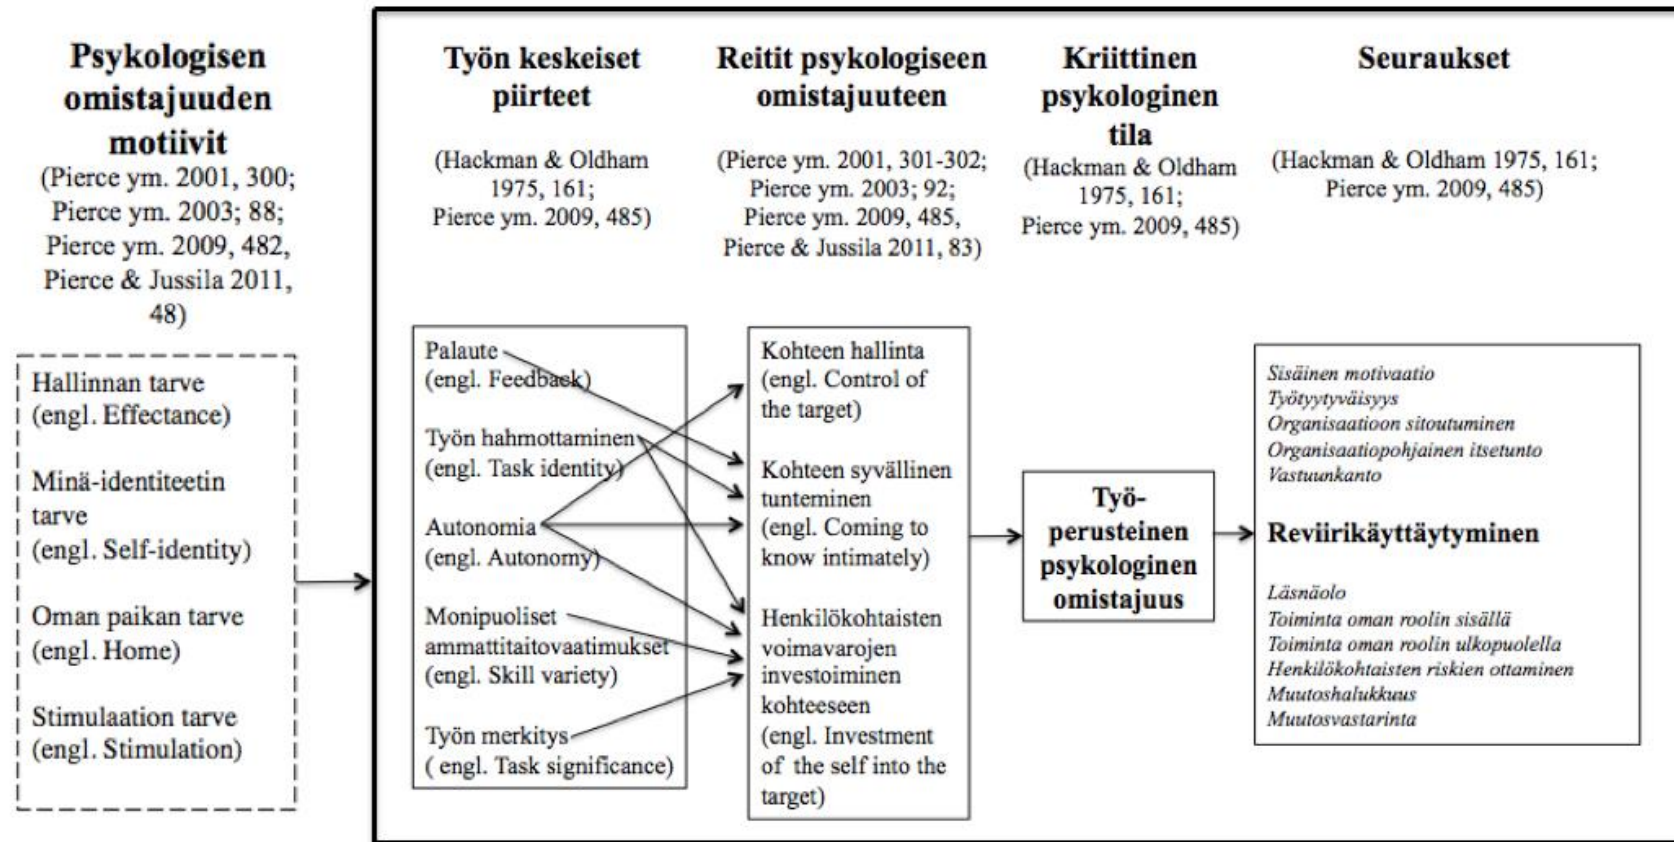 Psykologisen
omistajuuden
motiivit
(Pierce ym. 2001, 300;
Pierce ym. 2003; 88;
Pierce ym. 2009, 482,
Pierce & Jussila 2011,
48)
Hallinnan tarve
(engl. Effectance)
Minä-identiteetin
tarve
(engl. Self-identity)
Oman paikan tarve
(engl. Home)
Stimulaation tarve
(engl. Stimulation)
Työn keskeiset
piirteet
(Hackman & Oldham
1975, 161;
Pierce ym. 2009, 485)
Palaute
(engl. Feedback)
Työn hahmottaminen
(engl. Task identity)
Autonomia
(engl. Autonomy)
Monipuoliset
ammattitaitovaatimukset
(engl. Skill variety)
Työn merkitys
( engl. Task significance)
Reitit psykologiseen
omistajuuteen
(Pierce ym. 2001, 301-302;
Pierce ym. 2003; 92;
Pierce ym. 2009, 485,
Pierce & Jussila 2011, 83)
Kohteen hallinta
(engl. Control of
the target)
Kohteen syvällinen
tunteminen
(engl. Coming to
know intimately)
Henkilökohtaisten
voimavarojen
investoiminen
kohteeseen
(engl. Investment
of the self into the
target)
Kriittinen
psykologinen
tila
(Hackman & Oldham
1975, 161;
Pierce ym. 2009, 485)
Työ-
perusteinen
psykologinen
omistajuus
Seuraukset
(Hackman & Oldham 1975, 161;
Pierce ym. 2009, 485)
Sisäinen motivaatio
Työtyytyväisyys
Organisaatioon sitoutuminen
Organisaatiopohjainen itsetunto
Vastuunkanto
Reviirikäyttäytyminen
Läsnäolo
Toiminta oman roolin sisällä
Toiminta oman roolin ulkopuolella
Henkilökohtaisten riskien ottaminen
Muutoshalukkuus
Muutosvastarinta